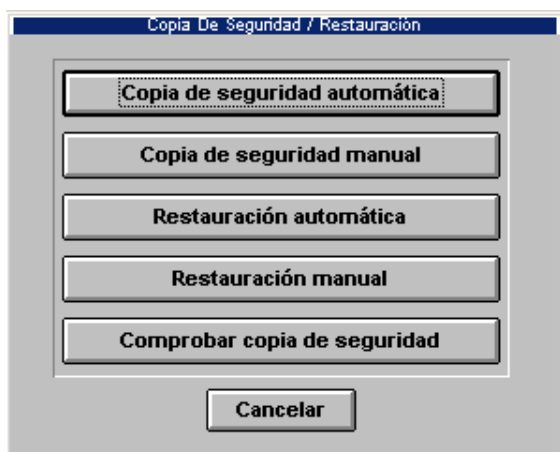 Copia De Seguridad / Restauración
Copia de seguridad automática
Copia de seguridad manual
Restauración automática
Restauración manual
Comprobar copia de seguridad
Cancelar